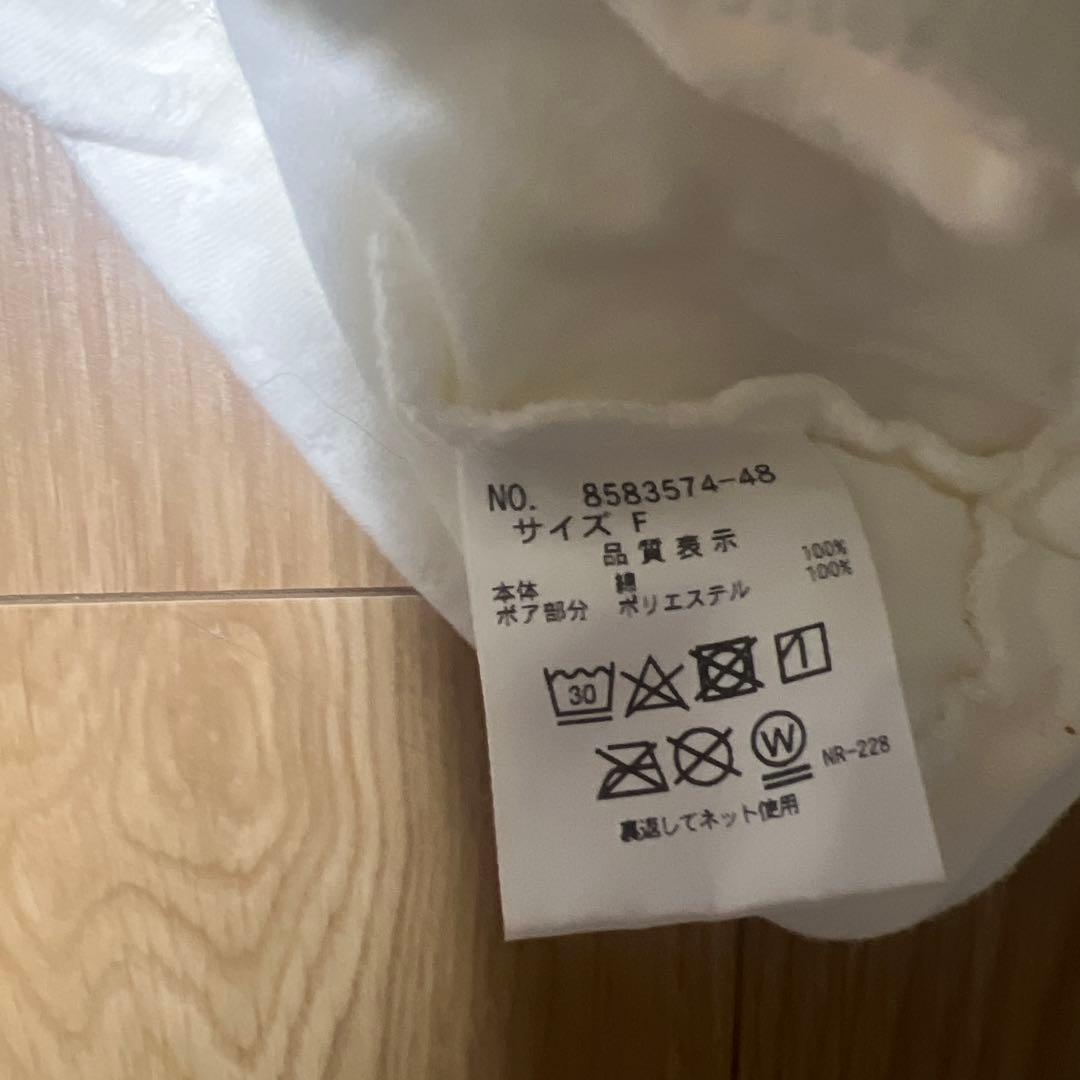 NO. 8583574-48
サイズ F
品質表示
本体 綿 100%
ボア部分 ポリエステル 100%
30
W NR-228
裏返してネット使用